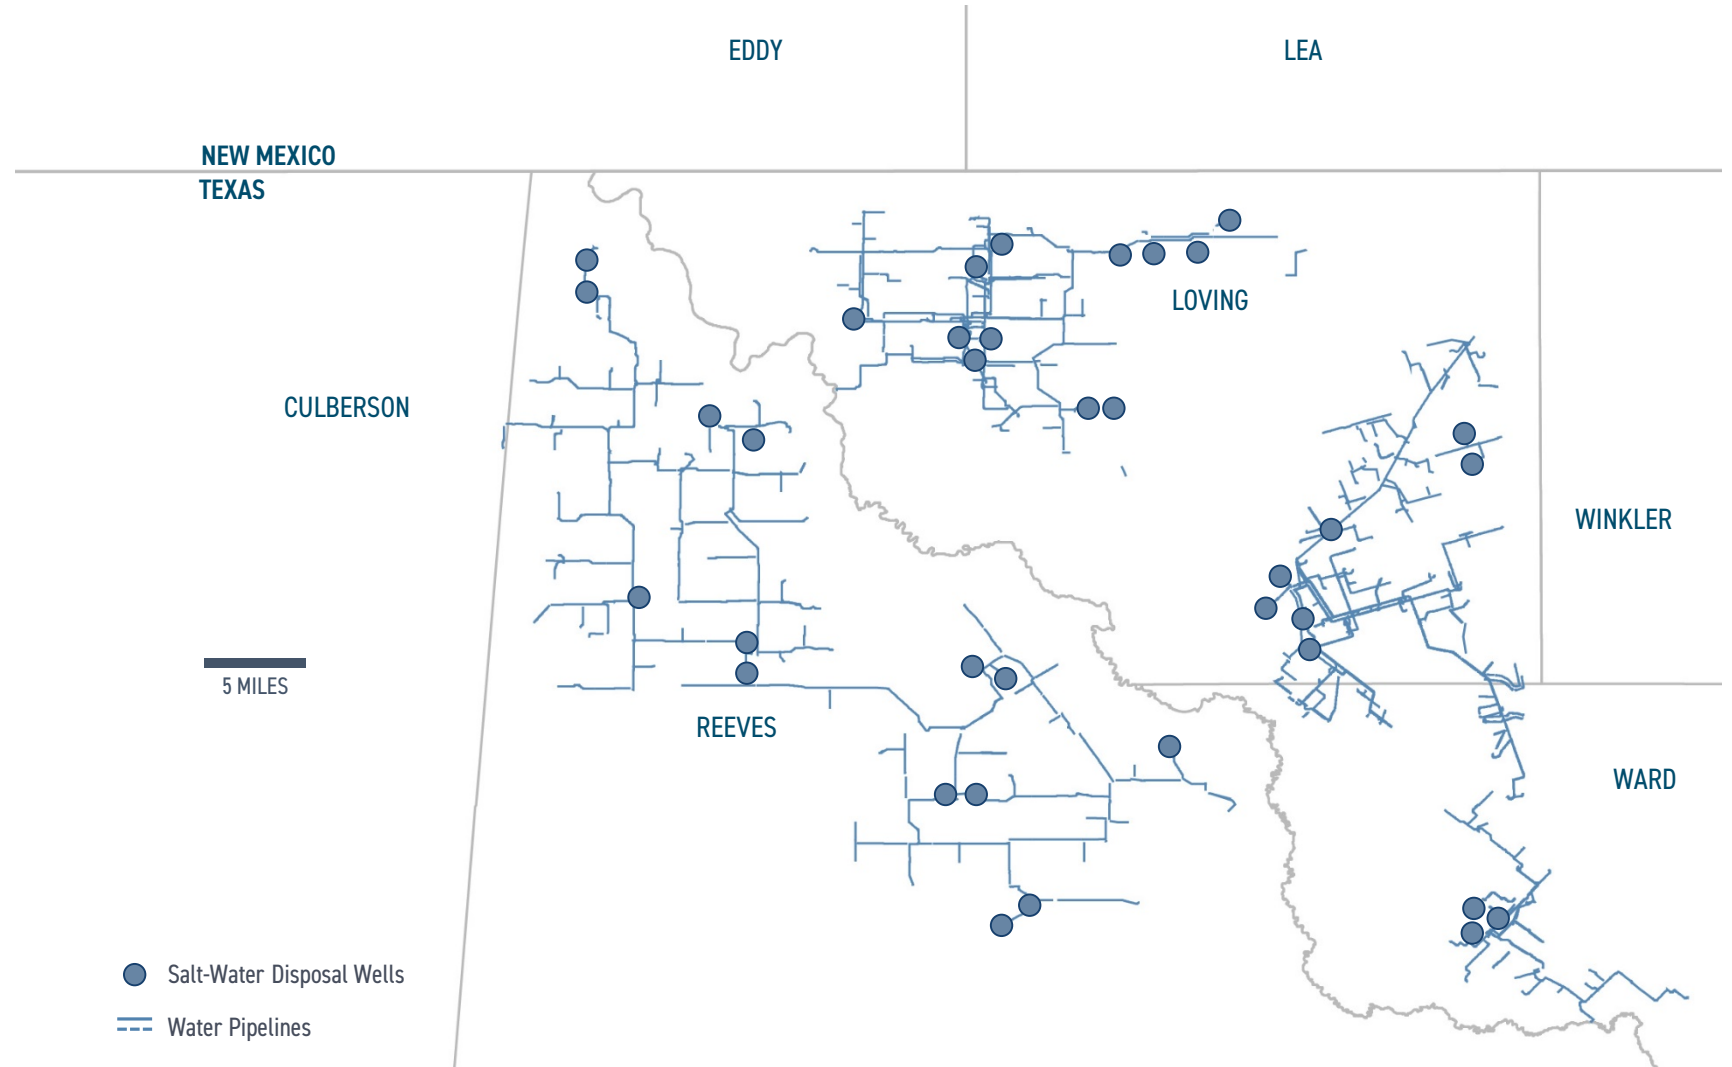 EDDY
LEA
NEW MEXICO
TEXAS
LOVING
CULBERSON
WINKLER
5 MILES
REEVES
WARD
Salt-Water Disposal Wells
Water Pipelines